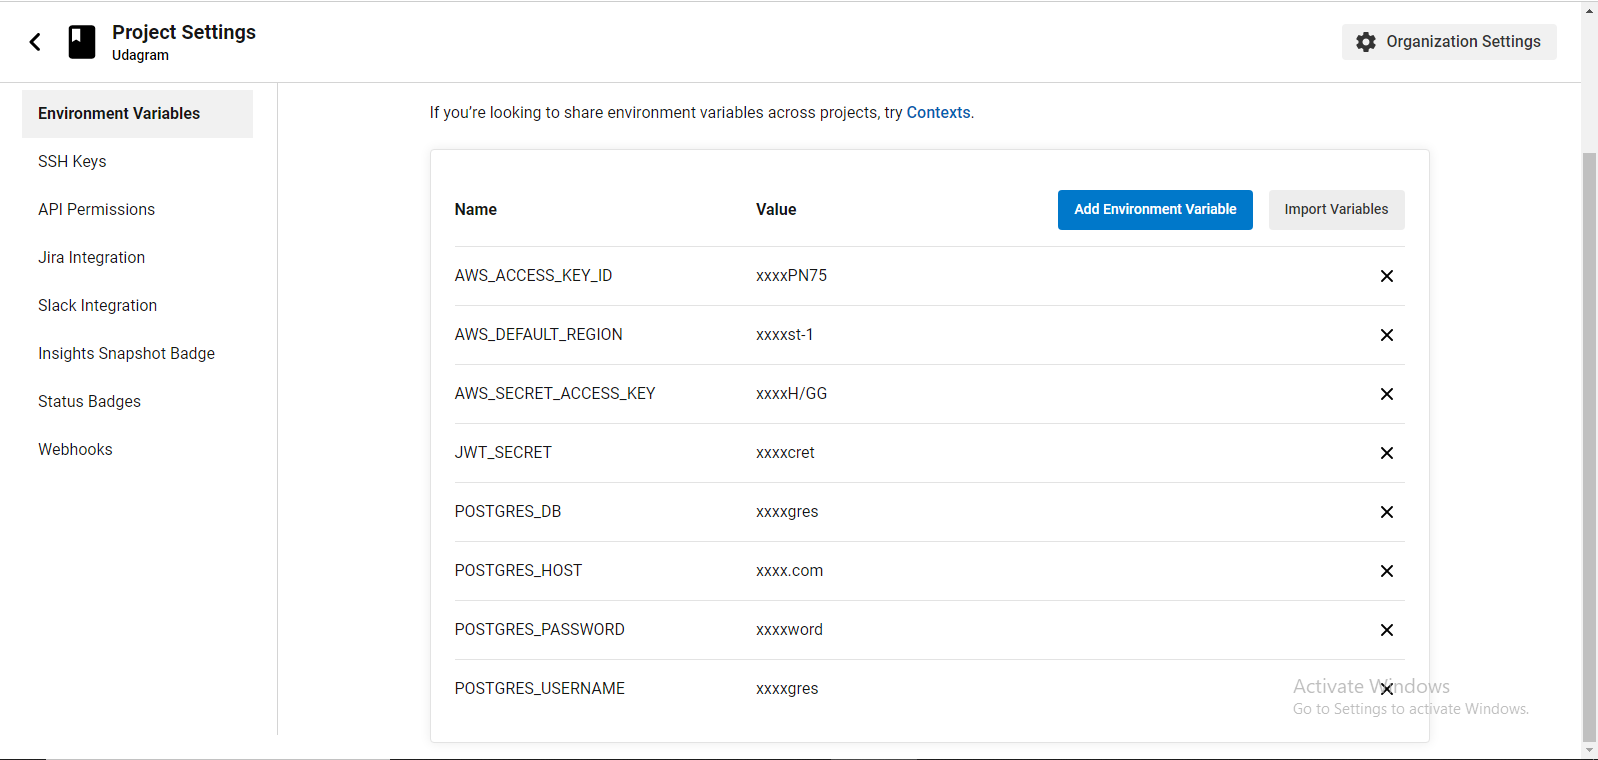 Project Settings
Udagram
Organization Settings
Environment Variables
SSH Keys
API Permissions
Jira Integration
Slack Integration
Insights Snapshot Badge
Status Badges
Webhooks
If you’re looking to share environment variables across projects, try Contexts.
Name Value Add Environment Variable Import Variables
AWS_ACCESS_KEY_ID xxxxPN75
AWS_DEFAULT_REGION xxxxst-1
AWS_SECRET_ACCESS_KEY xxxxH/GG
JWT_SECRET xxxxcret
POSTGRES_DB xxxxgres
POSTGRES_HOST xxxx.com
POSTGRES_PASSWORD xxxxword
POSTGRES_USERNAME xxxxgres
Activate Windows
Go to Settings to activate Windows.